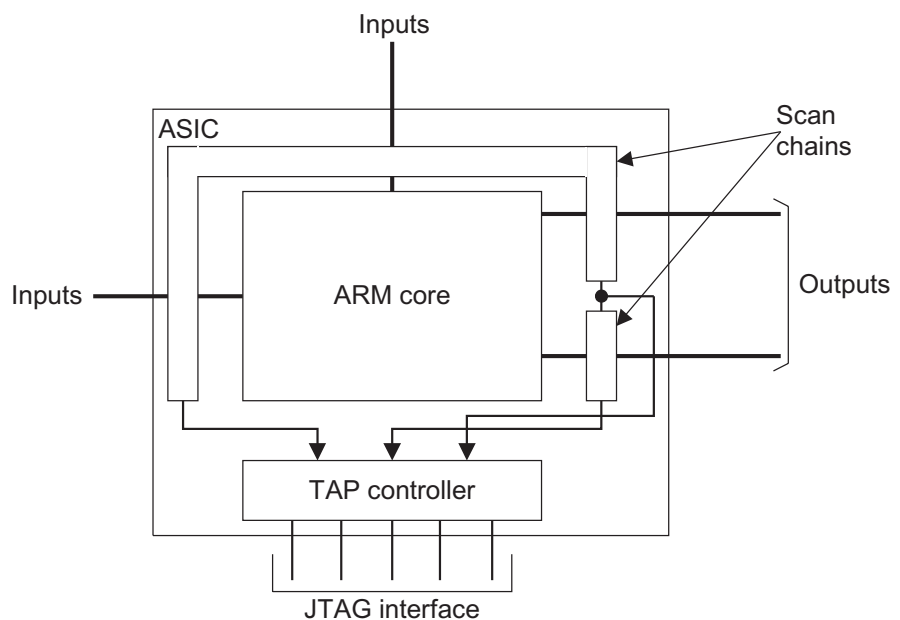 Inputs
ASIC
Scan
chains
Inputs
ARM core
Outputs
TAP controller
JTAG interface